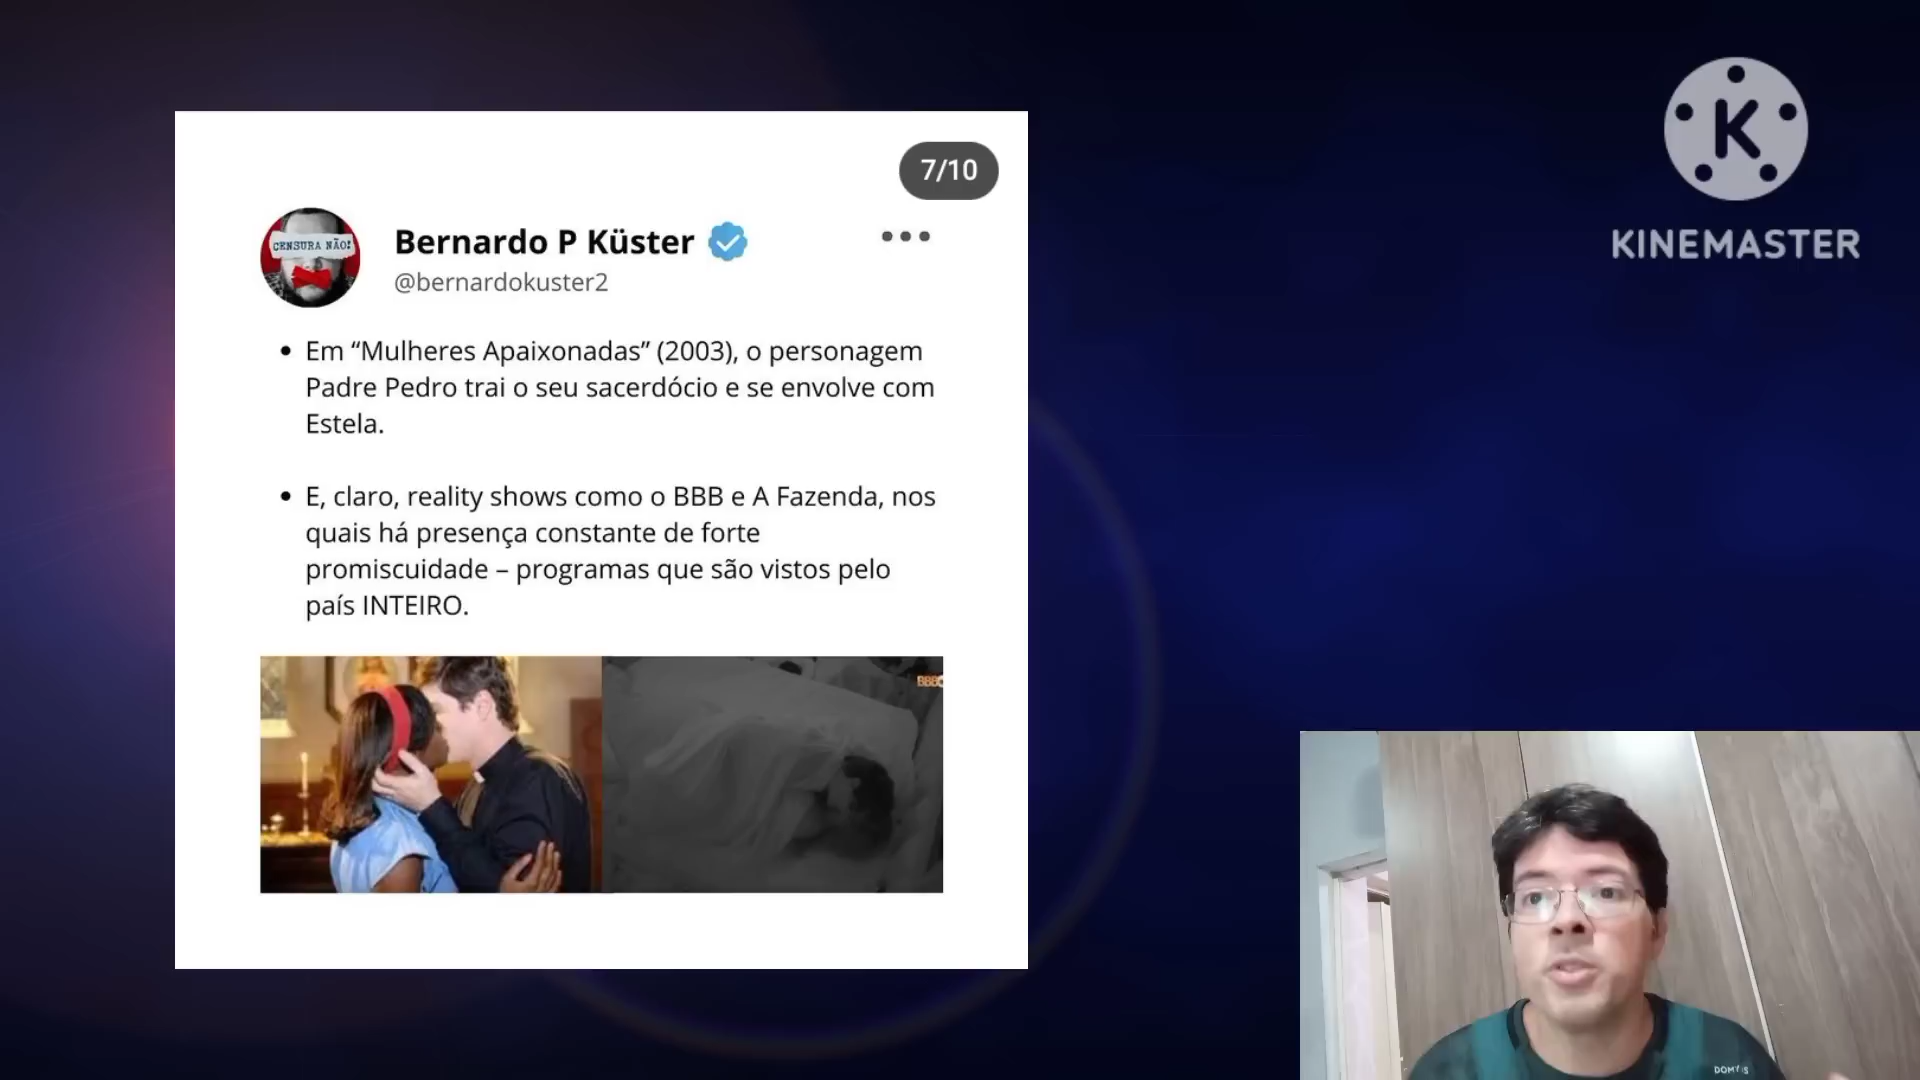 7/10
CENSURA NÃO!
Bernardo P Küster
@bernardokuster2
• Em “Mulheres Apaixonadas” (2003), o personagem
Padre Pedro trai o seu sacerdócio e se envolve com
Estela.
• E, claro, reality shows como o BBB e A Fazenda, nos
quais há presença constante de forte
promiscuidade – programas que são vistos pelo
país INTEIRO.
BBB
K
KINEMASTER